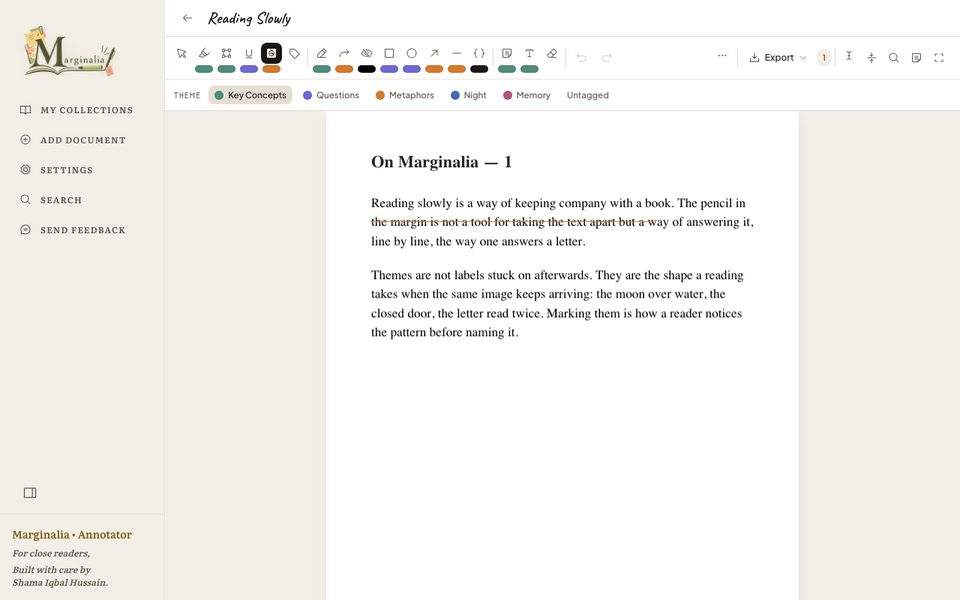 Marginalia
MY COLLECTIONS
ADD DOCUMENT
SETTINGS
SEARCH
SEND FEEDBACK
Marginalia • Annotator
For close readers,
Built with care by
Shama Iqbal Hussain.
Reading Slowly
Export
1
THEME
Key Concepts
Questions
Metaphors
Night
Memory
Untagged
On Marginalia — 1
Reading slowly is a way of keeping company with a book. The pencil in
the margin is not a tool for taking the text apart but a way of answering it,
line by line, the way one answers a letter.
Themes are not labels stuck on afterwards. They are the shape a reading
takes when the same image keeps arriving: the moon over water, the
closed door, the letter read twice. Marking them is how a reader notices
the pattern before naming it.